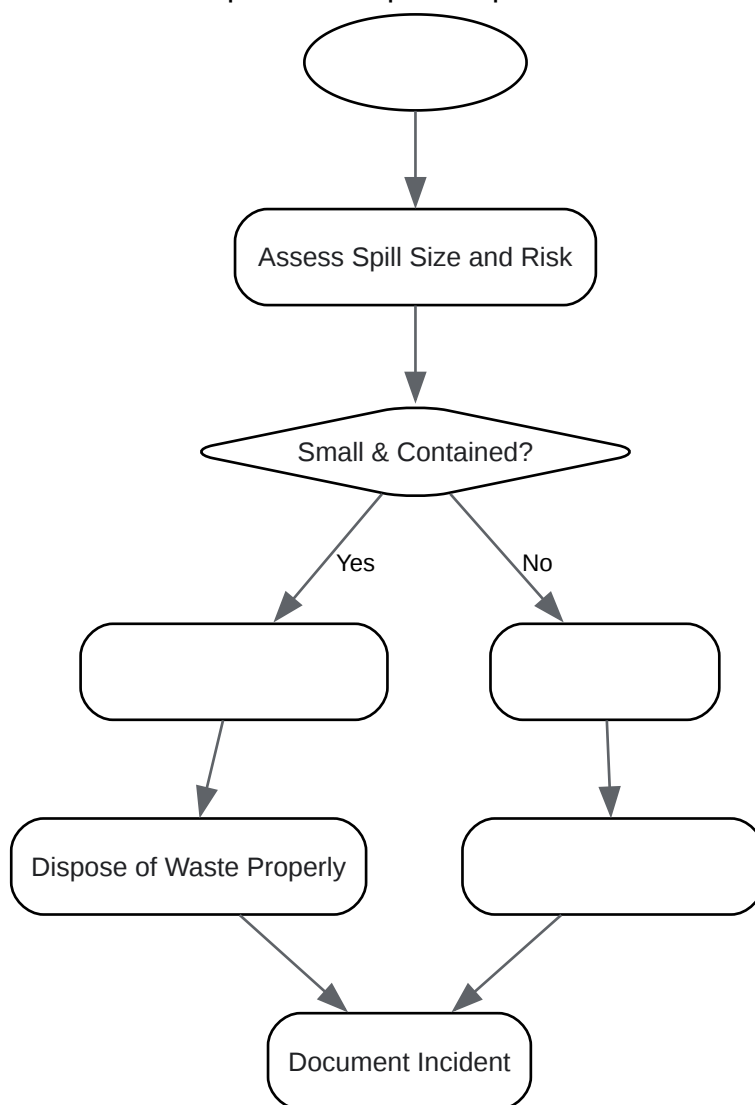 Assess Spill Size and Risk
Small & Contained?
Yes
No
Dispose of Waste Properly
Document Incident